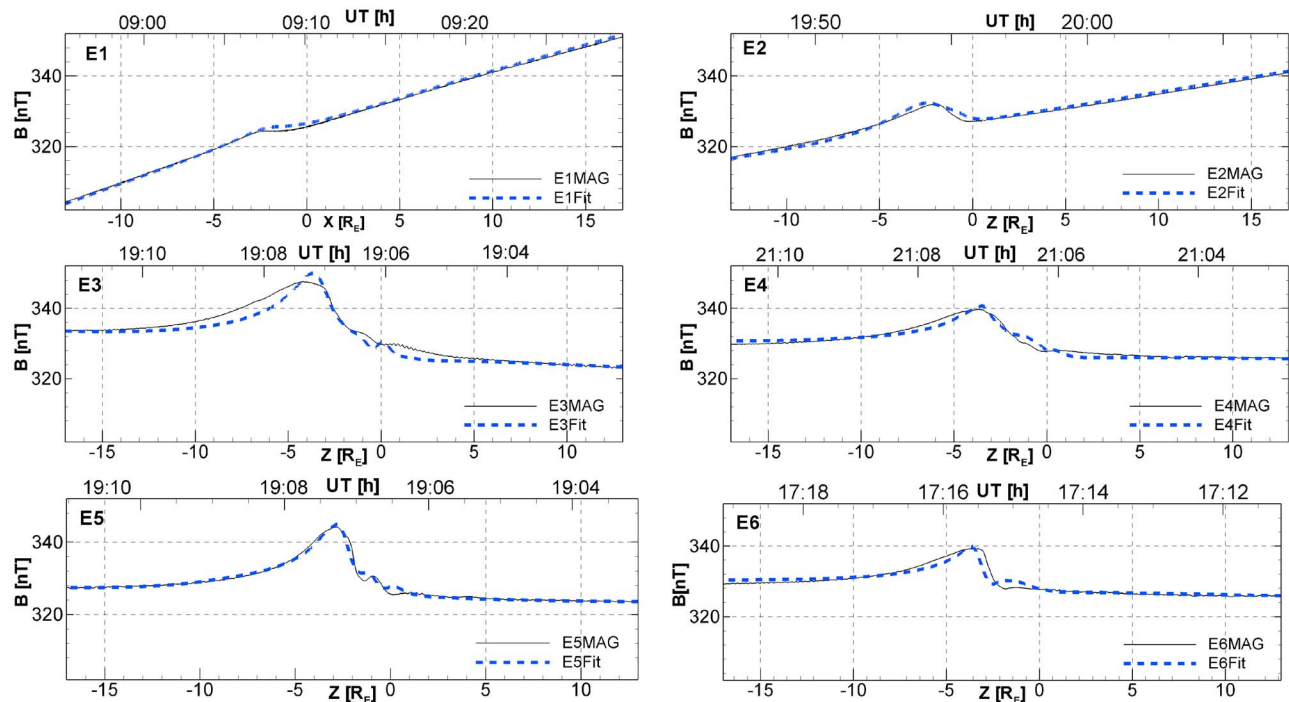 UT [h]
09:00 09:10 09:20
E1
B [nT]
340
320
E1MAG
E1Fit
-10 -5 0 5 10 15
X [RE]
UT [h]
19:50 20:00
E2
B [nT]
340
320
E2MAG
E2Fit
-10 -5 0 5 10 15
Z [RE]
19:10 19:08 UT [h] 19:06 19:04
E3
B [nT]
340
320
E3MAG
E3Fit
-15 -10 -5 0 5 10
Z [RE]
21:10 21:08 UT [h] 21:06 21:04
E4
B [nT]
340
320
E4MAG
E4Fit
-15 -10 -5 0 5 10
Z [RE]
19:10 19:08 UT [h] 19:06 19:04
E5
B [nT]
340
320
E5MAG
E5Fit
-15 -10 -5 0 5 10
Z [RE]
17:18 17:16 UT [h] 17:14 17:12
E6
B[nT]
340
320
E6MAG
E6Fit
-15 -10 -5 0 5 10
Z [RE]